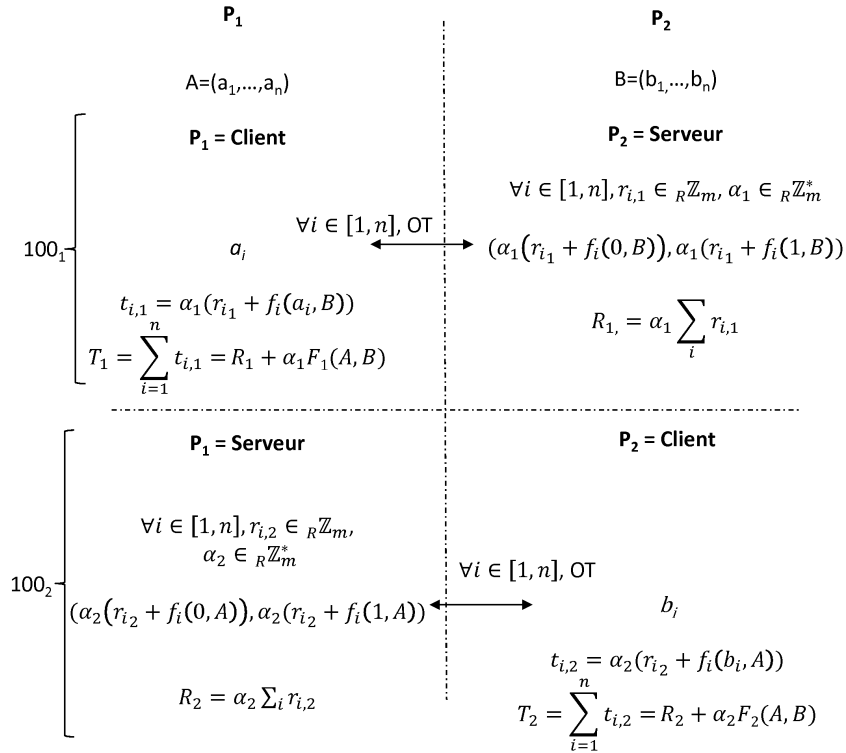 P₁
P₂
A=(a₁,...,aₙ)
B=(b₁,...,bₙ)
P₁ = Client
P₂ = Serveur
∀i ∈ [1, n], rᵢ,₁ ∈ ᵣℤₘ, α₁ ∈ ᵣℤₘ*
∀i ∈ [1, n], OT
100₁
aᵢ
(α₁(rᵢ₁ + fᵢ(0, B)), α₁(rᵢ₁ + fᵢ(1, B))
tᵢ,₁ = α₁(rᵢ₁ + fᵢ(aᵢ, B))
R₁, = α₁ ∑ᵢ rᵢ,₁
T₁ = ∑ᵢ₌₁ⁿ tᵢ,₁ = R₁ + α₁F₁(A, B)
P₁ = Serveur
P₂ = Client
∀i ∈ [1, n], rᵢ,₂ ∈ ᵣℤₘ,
α₂ ∈ ᵣℤₘ*
100₂
∀i ∈ [1, n], OT
(α₂(rᵢ₂ + fᵢ(0, A)), α₂(rᵢ₂ + fᵢ(1, A))
bᵢ
tᵢ,₂ = α₂(rᵢ₂ + fᵢ(bᵢ, A))
R₂ = α₂ ∑ᵢ rᵢ,₂
T₂ = ∑ᵢ₌₁ⁿ tᵢ,₂ = R₂ + α₂F₂(A, B)